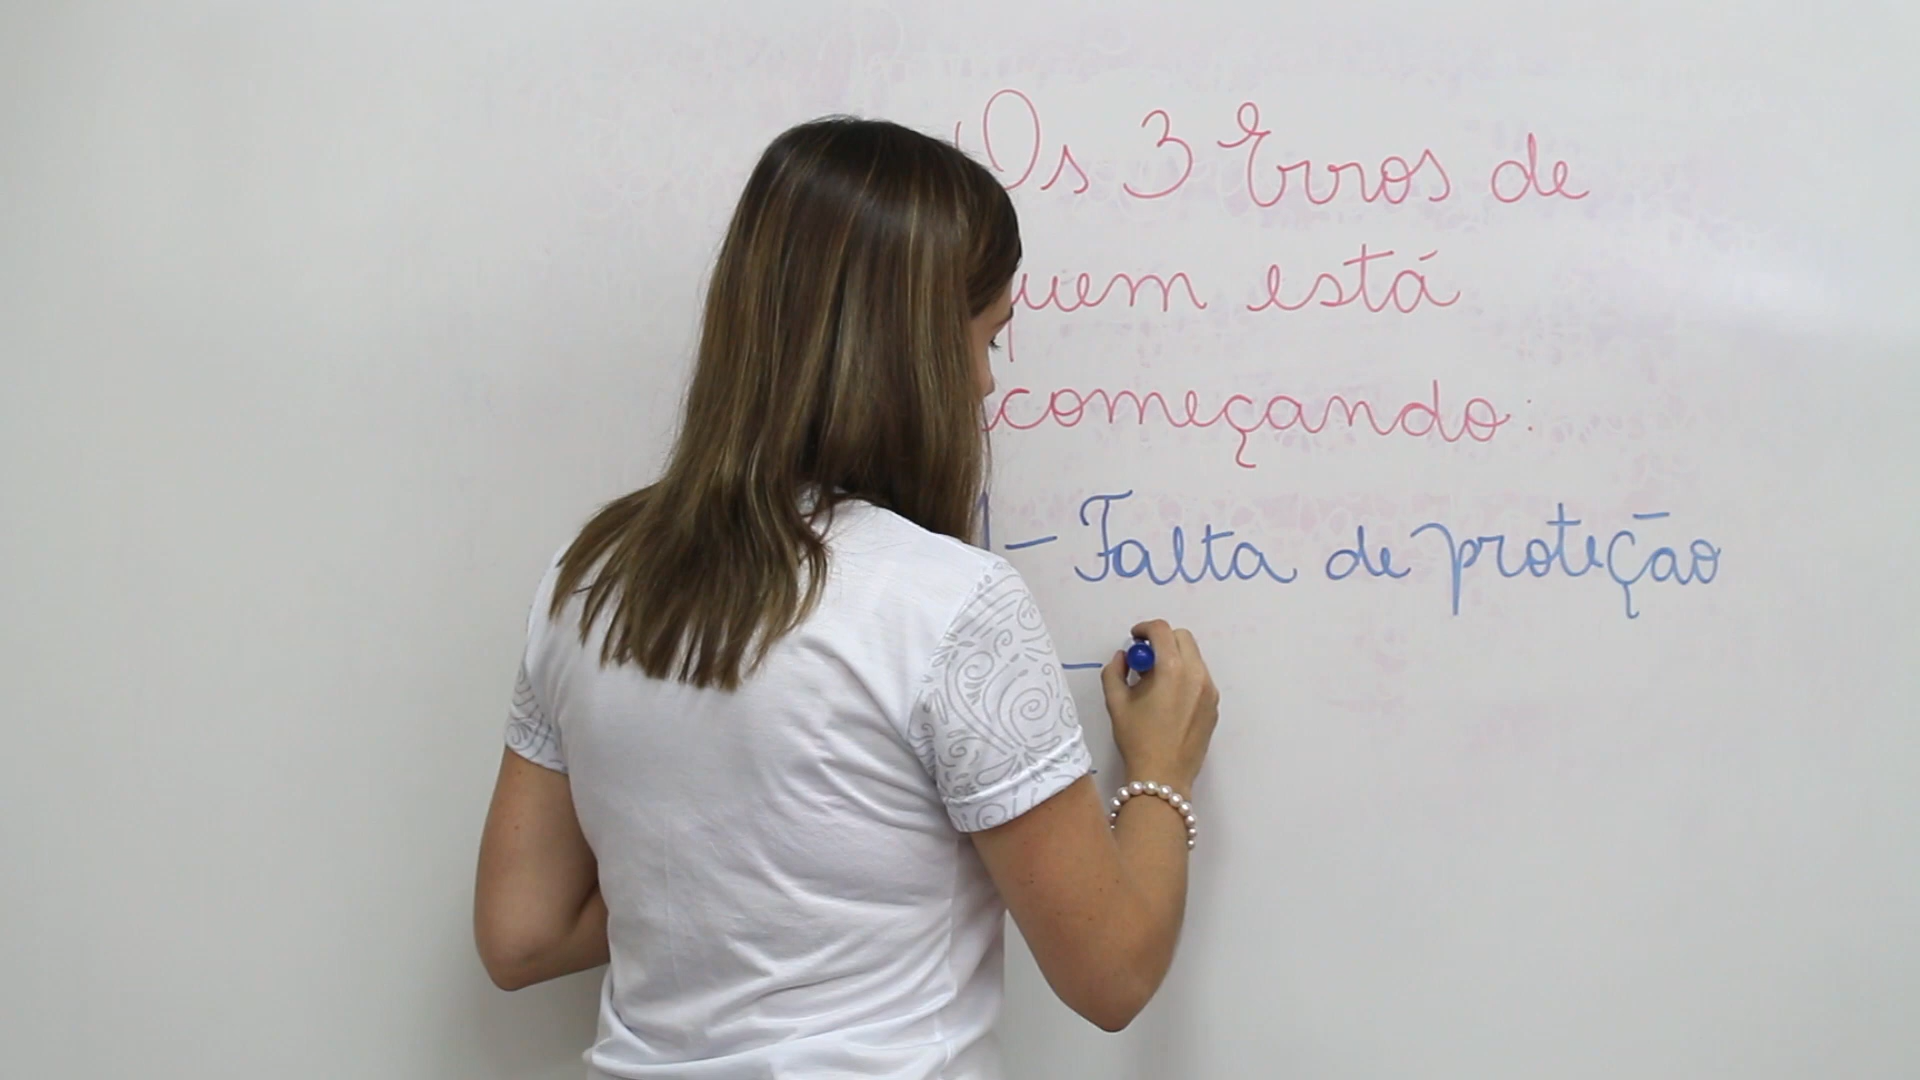 Os 3 Erros de
quem está
começando:
1- Falta de proteção
-